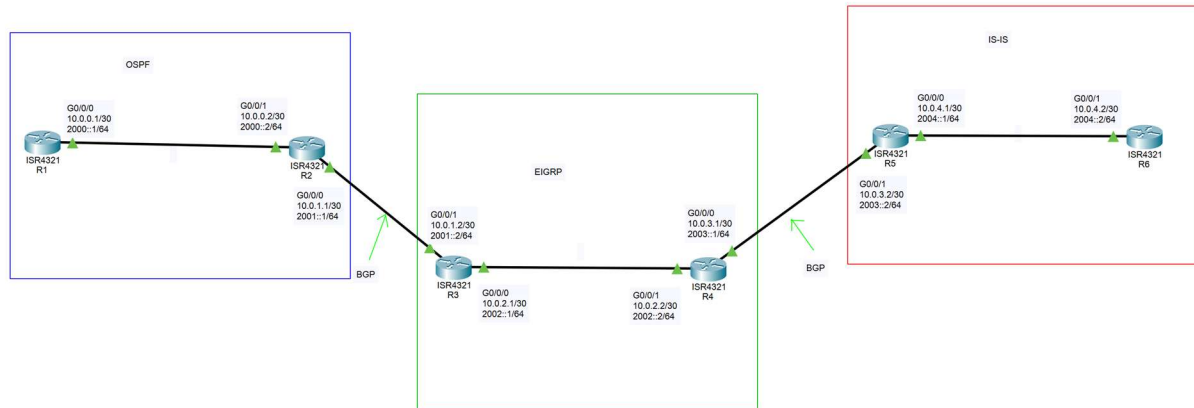 OSPF
G0/0/0
10.0.0.1/30
2000::1/64
ISR4321
R1
G0/0/1
10.0.0.2/30
2000::2/64
ISR4321
R2
G0/0/0
10.0.1.1/30
2001::1/64
BGP
EIGRP
G0/0/1
10.0.1.2/30
2001::2/64
ISR4321
R3
G0/0/0
10.0.2.1/30
2002::1/64
G0/0/0
10.0.3.1/30
2003::1/64
ISR4321
R4
G0/0/1
10.0.2.2/30
2002::2/64
BGP
IS-IS
G0/0/0
10.0.4.1/30
2004::1/64
ISR4321
R5
G0/0/1
10.0.3.2/30
2003::2/64
G0/0/1
10.0.4.2/30
2004::2/64
ISR4321
R6